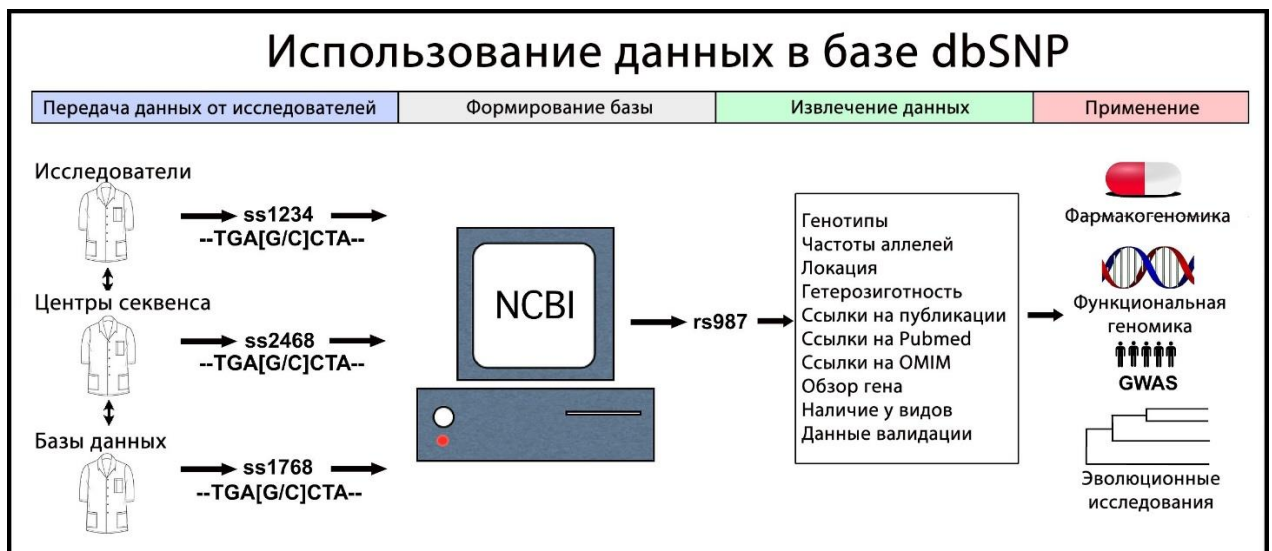 Использование данных в базе dbSNP
Передача данных от исследователей
Формирование базы
Извлечение данных
Применение
Исследователи
ss1234
--TGA[G/C]CTA--
Центры секвенса
ss2468
--TGA[G/C]CTA--
Базы данных
ss1768
--TGA[G/C]CTA--
NCBI
rs987
Генотипы
Частоты аллелей
Локация
Гетерозиготность
Ссылки на публикации
Ссылки на Pubmed
Ссылки на OMIM
Обзор гена
Наличие у видов
Данные валидации
Фармакогеномика
Функциональная
геномика
GWAS
Эволюционные
исследования